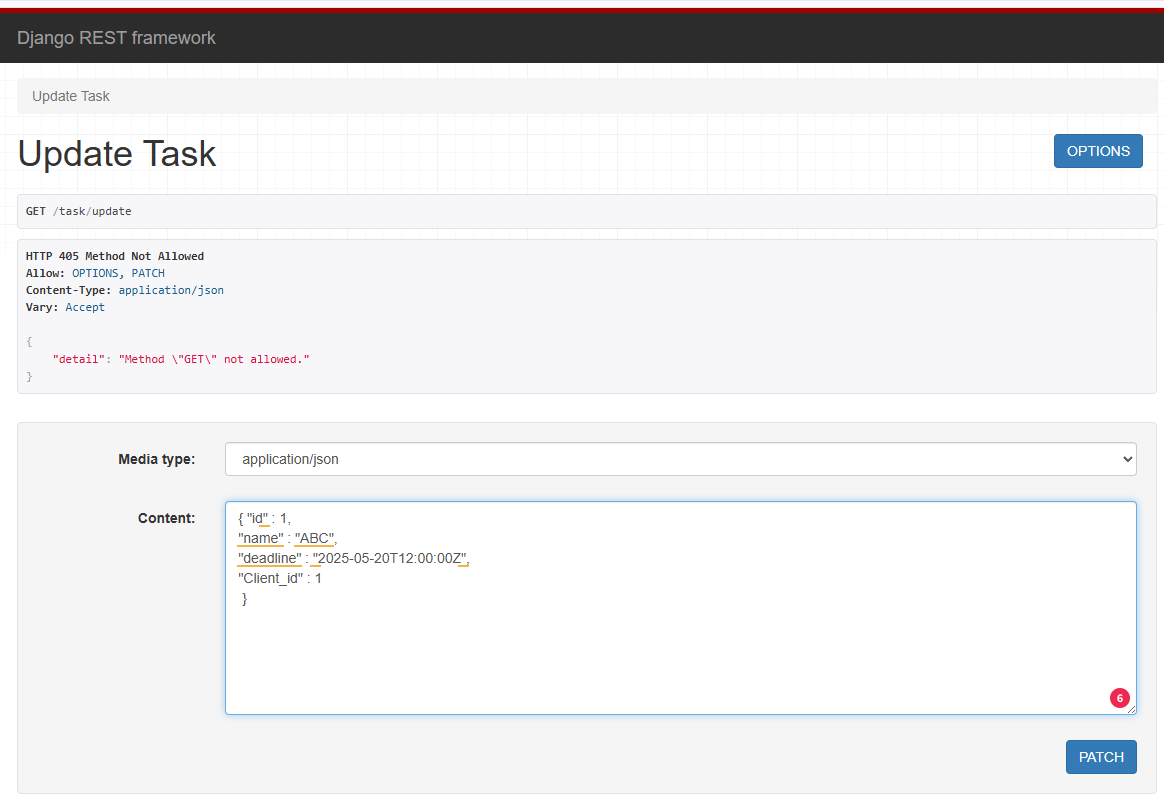 Django REST framework
Update Task
Update Task
OPTIONS
GET /task/update
HTTP 405 Method Not Allowed
Allow: OPTIONS, PATCH
Content-Type: application/json
Vary: Accept
{
"detail": "Method \"GET\" not allowed."
}
Media type:
application/json
Content:
{ "id" : 1,
"name" : "ABC",
"deadline" : "2025-05-20T12:00:00Z",
"Client_id" : 1
}
6
PATCH